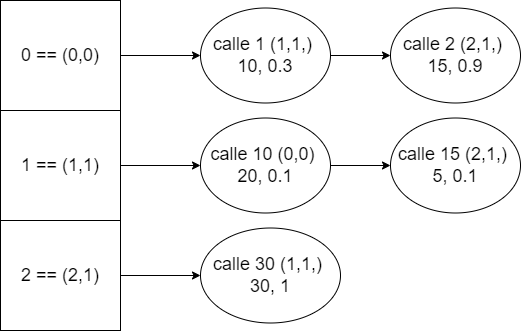 0 == (0,0)
calle 1 (1,1,)
10, 0.3
calle 2 (2,1,)
15, 0.9
1 == (1,1)
calle 10 (0,0)
20, 0.1
calle 15 (2,1,)
5, 0.1
2 == (2,1)
calle 30 (1,1,)
30, 1